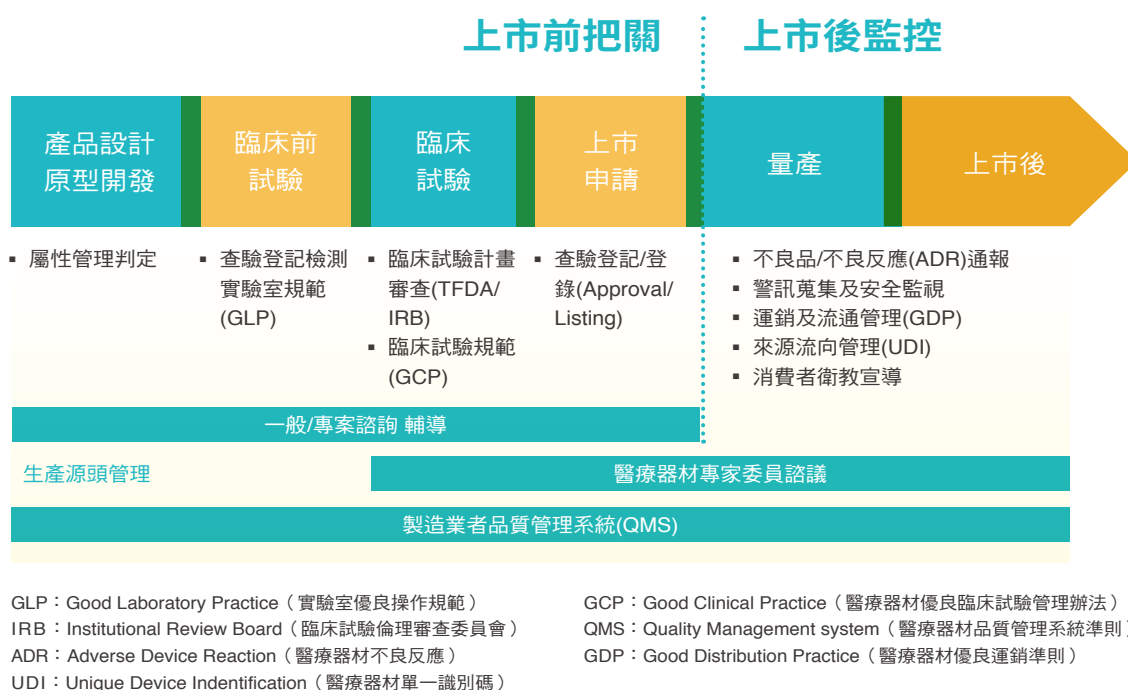 上市前把關
上市後監控
產品設計
原型開發
臨床前
試驗
臨床
試驗
上市
申請
量產
上市後
▪ 屬性管理判定
▪ 查驗登記檢測
實驗室規範
(GLP)
▪ 臨床試驗計畫
審查(TFDA/
IRB)
▪ 臨床試驗規範
(GCP)
▪ 查驗登記/登
錄(Approval/
Listing)
▪ 不良品/不良反應(ADR)通報
▪ 警訊蒐集及安全監視
▪ 運銷及流通管理(GDP)
▪ 來源流向管理(UDI)
▪ 消費者衛教宣導
一般/專案諮詢 輔導
生產源頭管理
醫療器材專家委員諮議
製造業者品質管理系統(QMS)
GLP：Good Laboratory Practice（實驗室優良操作規範）
IRB：Institutional Review Board（臨床試驗倫理審查委員會）
ADR：Adverse Device Reaction（醫療器材不良反應）
UDI：Unique Device Indentification（醫療器材單一識別碼）
GCP：Good Clinical Practice（醫療器材優良臨床試驗管理辦法）
QMS：Quality Management system（醫療器材品質管理系統準則）
GDP：Good Distribution Practice（醫療器材優良運銷準則）